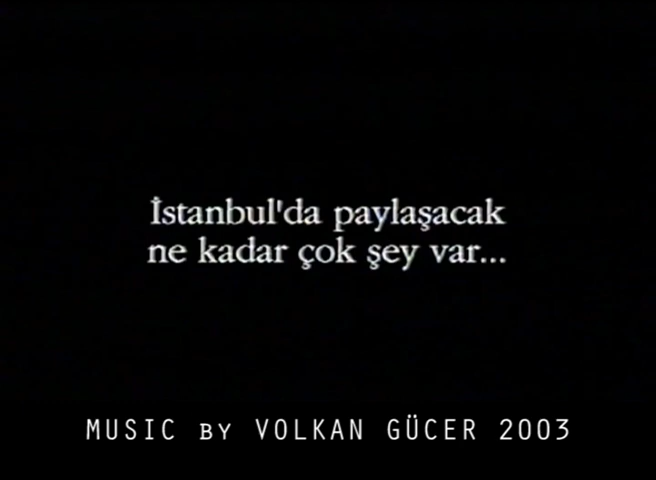 İstanbul'da paylaşacak
ne kadar çok şey var...
MUSIC BY VOLKAN GÜCER 2003